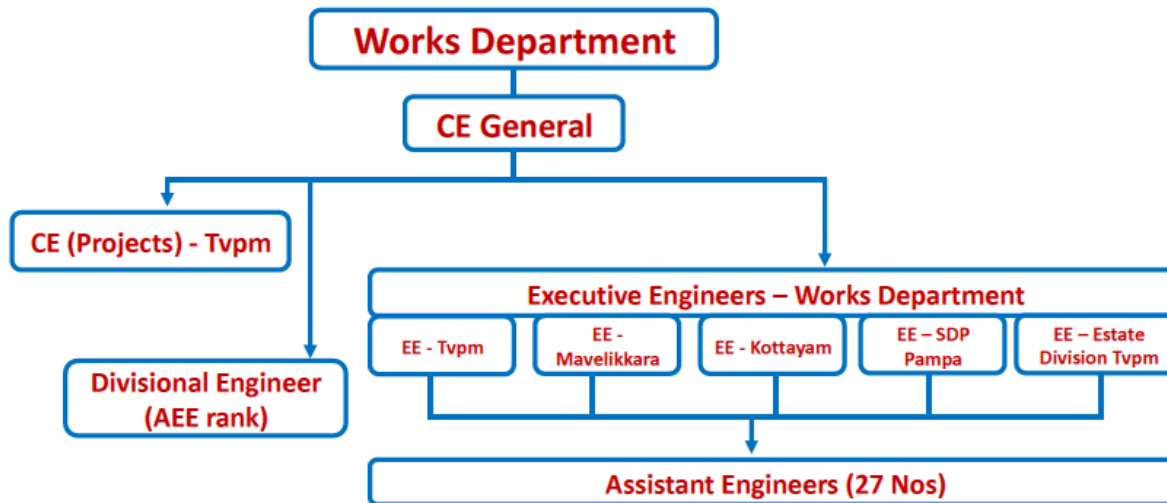 Works Department
CE General
CE (Projects) - Tvpm
Executive Engineers – Works Department
EE - Tvpm
EE -
Mavelikkara
EE - Kottayam
EE – SDP
Pampa
EE – Estate
Division Tvpm
Divisional Engineer
(AEE rank)
Assistant Engineers (27 Nos)